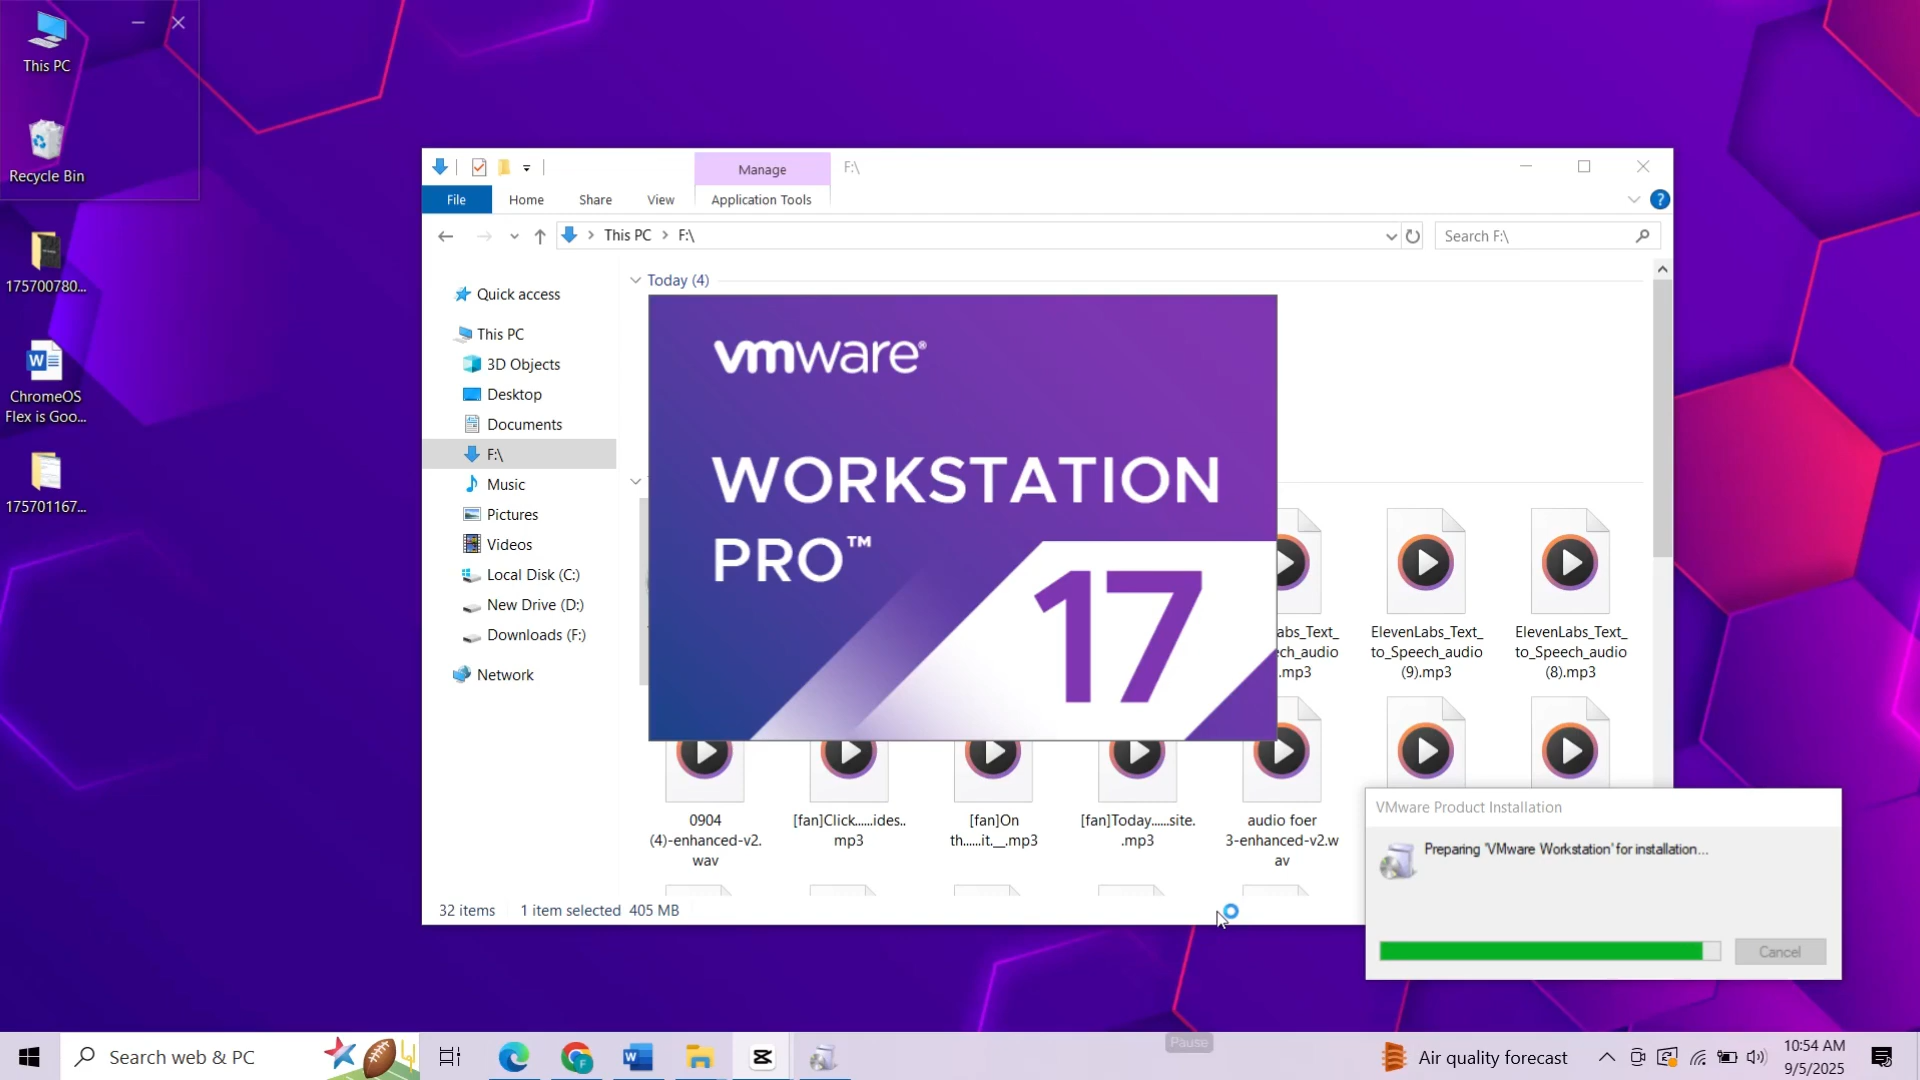 This PC
Recycle Bin
175700780...
ChromeOS
Flex is Goo...
175701167...
Manage
F:\
File
Home
Share
View
Application Tools
This PC
F:\
Search F:\
Quick access
This PC
3D Objects
Desktop
Documents
F:\
Music
Pictures
Videos
Local Disk (C:)
New Drive (D:)
Downloads (F:)
Network
Today (4)
vmware®
WORKSTATION
PRO™
17
abs_Text_
ech_audio
.mp3
ElevenLabs_Text_
to_Speech_audio
(9).mp3
ElevenLabs_Text_
to_Speech_audio
(8).mp3
0904
(4)-enhanced-v2.
wav
[fan]Click......ides..
mp3
[fan]On
th......it.__.mp3
[fan]Today......site.
.mp3
audio foer
3-enhanced-v2.w
av
32 items
1 item selected 405 MB
VMware Product Installation
Preparing 'VMware Workstation' for installation...
Cancel
Search web & PC
Pause
Air quality forecast
10:54 AM
9/5/2025